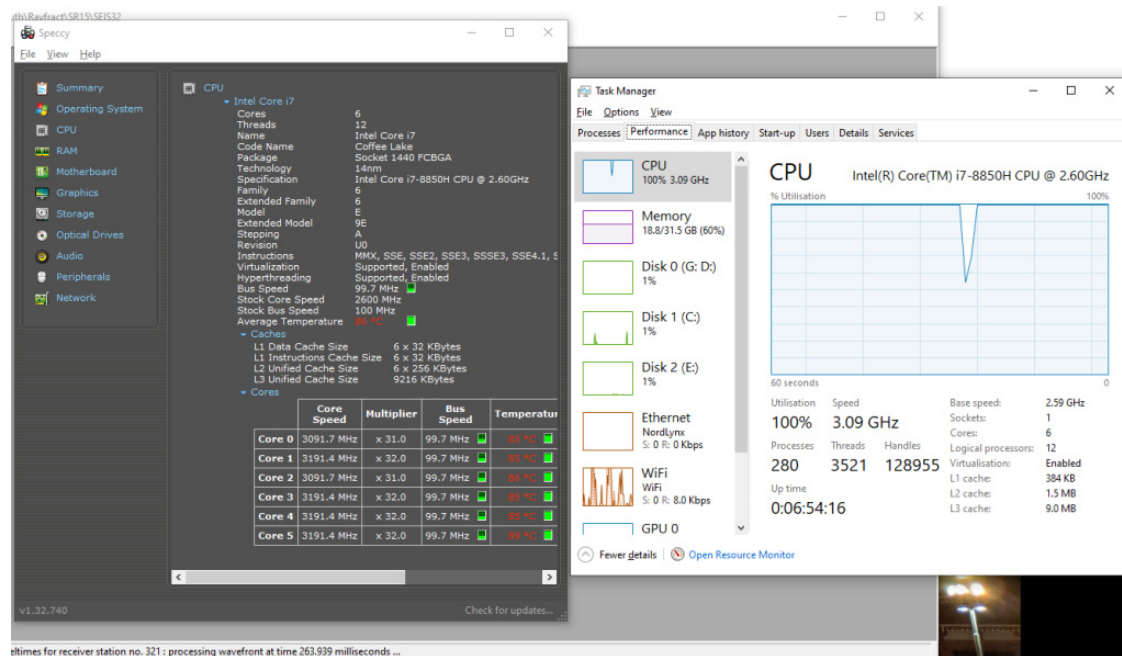 th\Rayfract\SR15\SEIS32
Speccy
File View Help
Summary
Operating System
CPU
RAM
Motherboard
Graphics
Storage
Optical Drives
Audio
Peripherals
Network
v1.32.740
CPU
Intel Core i7
Cores 6
Threads 12
Name Intel Core i7
Code Name Coffee Lake
Package Socket 1440 FCBGA
Technology 14nm
Specification Intel Core i7-8850H CPU @ 2.60GHz
Family 6
Extended Family 6
Model E
Extended Model 9E
Stepping A
Revision U0
Instructions MMX, SSE, SSE2, SSE3, SSSE3, SSE4.1, S
Virtualization Supported, Enabled
Hyperthreading Supported, Enabled
Bus Speed 99.7 MHz
Stock Core Speed 2600 MHz
Stock Bus Speed 100 MHz
Average Temperature 86 °C
Caches
L1 Data Cache Size 6 x 32 KBytes
L1 Instructions Cache Size 6 x 32 KBytes
L2 Unified Cache Size 6 x 256 KBytes
L3 Unified Cache Size 9216 KBytes
Cores
Core Speed Multiplier Bus Speed Temperatur
Core 0 3091.7 MHz x 31.0 99.7 MHz 85 °C
Core 1 3191.4 MHz x 32.0 99.7 MHz 85 °C
Core 2 3091.7 MHz x 31.0 99.7 MHz 86 °C
Core 3 3191.4 MHz x 32.0 99.7 MHz 85 °C
Core 4 3191.4 MHz x 32.0 99.7 MHz 85 °C
Core 5 3191.4 MHz x 32.0 99.7 MHz 89 °C
Check for updates...
Task Manager
File Options View
Processes Performance App history Start-up Users Details Services
CPU
100% 3.09 GHz
Memory
18.8/31.5 GB (60%)
Disk 0 (G: D:)
1%
Disk 1 (C:)
1%
Disk 2 (E:)
1%
Ethernet
NordLynx
S: 0 R: 0 Kbps
WiFi
WiFi
S: 0 R: 8.0 Kbps
GPU 0
CPU Intel(R) Core(TM) i7-8850H CPU @ 2.60GHz
% Utilisation 100%
60 seconds 0
Utilisation Speed
100% 3.09 GHz
Processes Threads Handles
280 3521 128955
Up time
0:06:54:16
Base speed: 2.59 GHz
Sockets: 1
Cores: 6
Logical processors: 12
Virtualisation: Enabled
L1 cache: 384 KB
L2 cache: 1.5 MB
L3 cache: 9.0 MB
Fewer details Open Resource Monitor
eltimes for receiver station no. 321 : processing wavefront at time 263.939 milliseconds ...